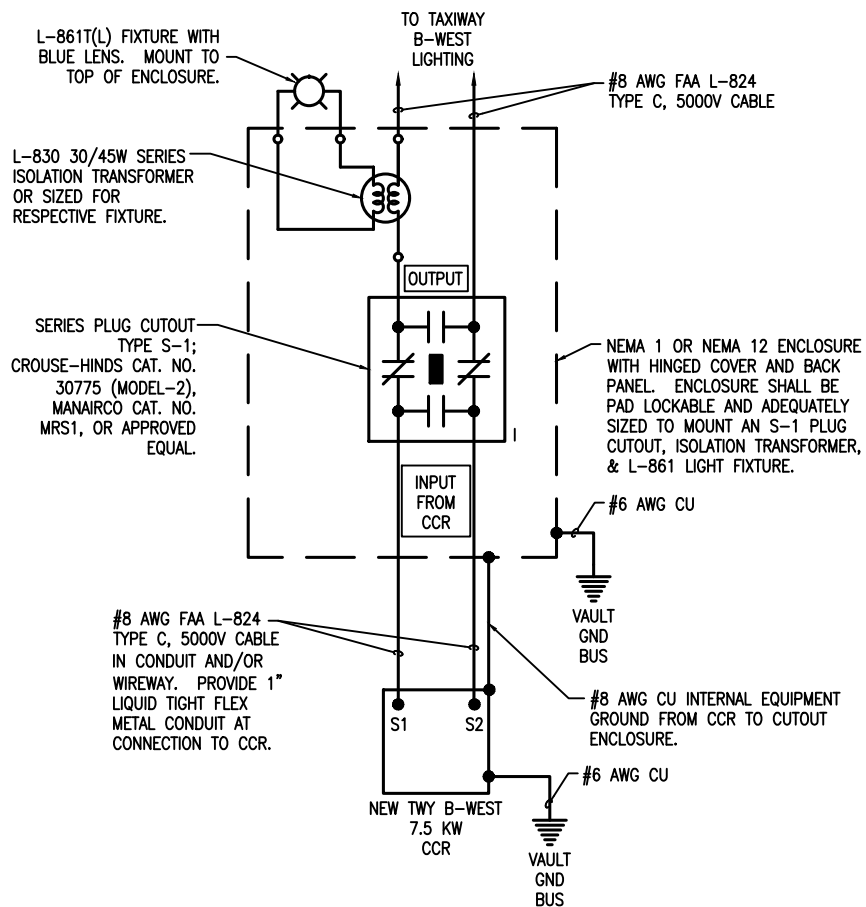 L-861T(L) FIXTURE WITH
BLUE LENS. MOUNT TO
TOP OF ENCLOSURE.
TO TAXIWAY
B-WEST
LIGHTING
#8 AWG FAA L-824
TYPE C, 5000V CABLE
L-830 30/45W SERIES
ISOLATION TRANSFORMER
OR SIZED FOR
RESPECTIVE FIXTURE.
OUTPUT
SERIES PLUG CUTOUT
TYPE S-1;
CROUSE-HINDS CAT. NO.
30775 (MODEL-2),
MANAIRCO CAT. NO.
MRS1, OR APPROVED
EQUAL.
NEMA 1 OR NEMA 12 ENCLOSURE
WITH HINGED COVER AND BACK
PANEL. ENCLOSURE SHALL BE
PAD LOCKABLE AND ADEQUATELY
SIZED TO MOUNT AN S-1 PLUG
CUTOUT, ISOLATION TRANSFORMER,
& L-861 LIGHT FIXTURE.
INPUT
FROM
CCR
#6 AWG CU
VAULT
GND
BUS
#8 AWG FAA L-824
TYPE C, 5000V CABLE
IN CONDUIT AND/OR
WIREWAY. PROVIDE 1"
LIQUID TIGHT FLEX
METAL CONDUIT AT
CONNECTION TO CCR.
S1 S2
#8 AWG CU INTERNAL EQUIPMENT
GROUND FROM CCR TO CUTOUT
ENCLOSURE.
#6 AWG CU
NEW TWY B-WEST
7.5 KW
CCR
VAULT
GND
BUS